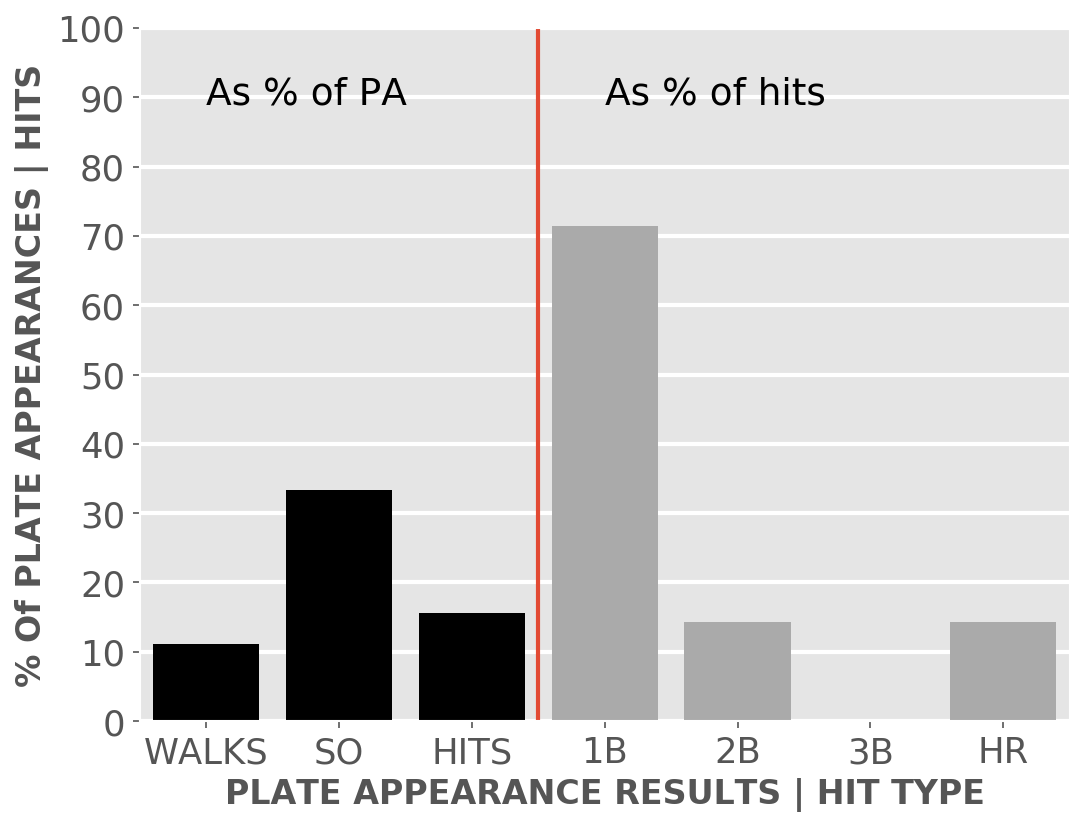 100
90
80
70
60
50
40
30
20
10
0
% Of PLATE APPEARANCES | HITS
As % of PA
As % of hits
WALKS SO HITS 1B 2B 3B HR
PLATE APPEARANCE RESULTS | HIT TYPE